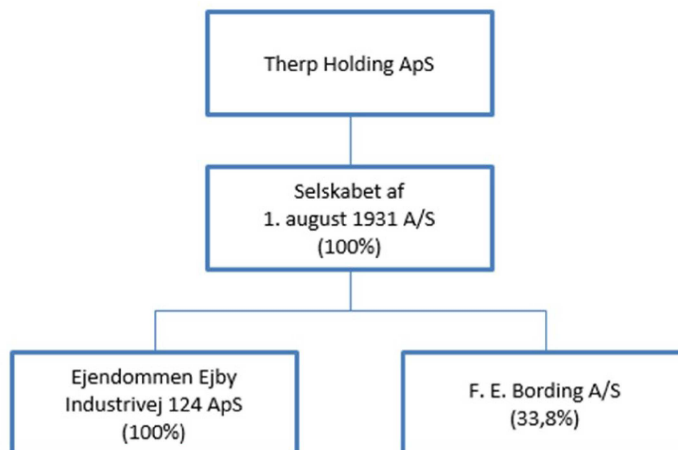 Therp Holding ApS
Selskabet af
1. august 1931 A/S
(100%)
Ejendommen Ejby
Industrivej 124 ApS
(100%)
F. E. Bording A/S
(33,8%)